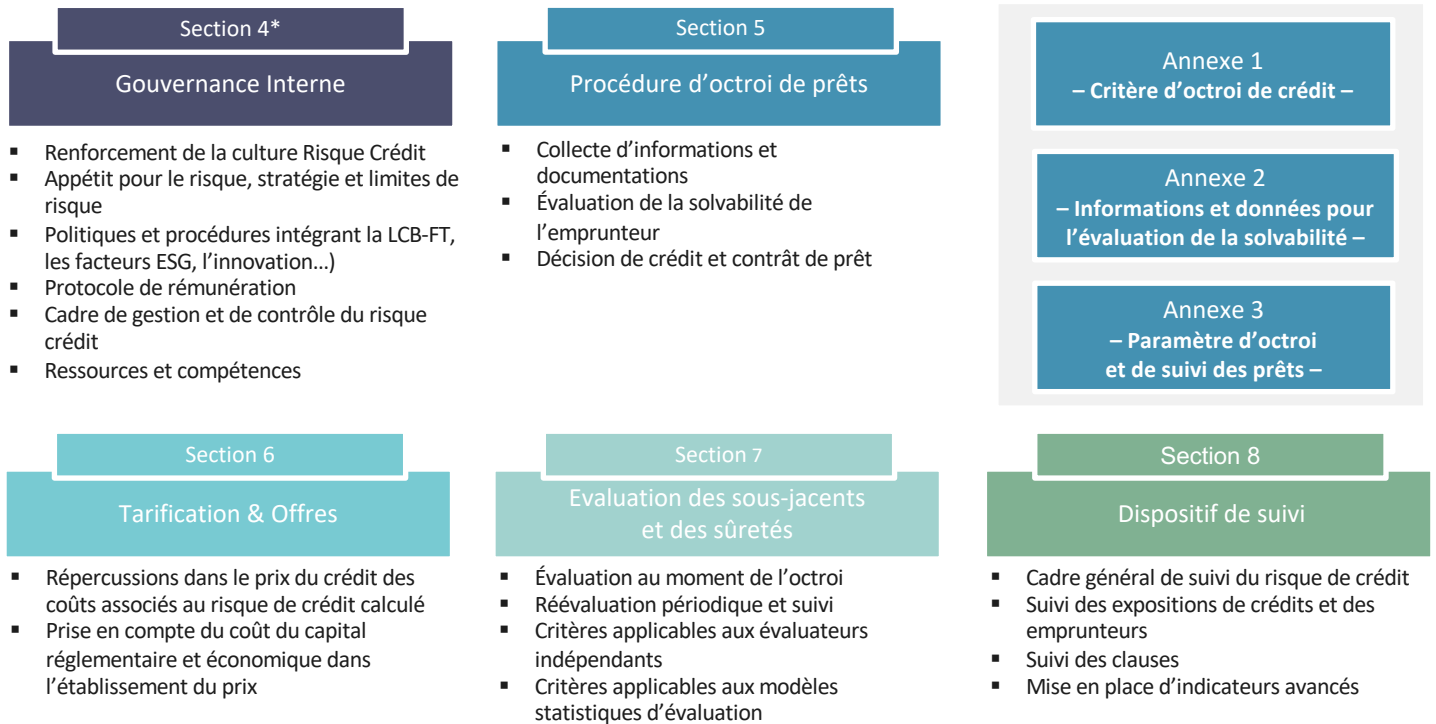 Section 4*
Gouvernance Interne
▪ Renforcement de la culture Risque Crédit
▪ Appétit pour le risque, stratégie et limites de
risque
▪ Politiques et procédures intégrant la LCB-FT,
les facteurs ESG, l’innovation…)
▪ Protocole de rémunération
▪ Cadre de gestion et de contrôle du risque
crédit
▪ Ressources et compétences
Section 5
Procédure d’octroi de prêts
▪ Collecte d’informations et
documentations
▪ Évaluation de la solvabilité de
l’emprunteur
▪ Décision de crédit et contrât de prêt
Annexe 1
– Critère d’octroi de crédit –
Annexe 2
– Informations et données pour
l’évaluation de la solvabilité –
Annexe 3
– Paramètre d’octroi
et de suivi des prêts –
Section 6
Tarification & Offres
▪ Répercussions dans le prix du crédit des
coûts associés au risque de crédit calculé
▪ Prise en compte du coût du capital
réglementaire et économique dans
l’établissement du prix
Section 7
Evaluation des sous-jacents
et des sûretés
▪ Évaluation au moment de l’octroi
▪ Réévaluation périodique et suivi
▪ Critères applicables aux évaluateurs
indépendants
▪ Critères applicables aux modèles
statistiques d’évaluation
Section 8
Dispositif de suivi
▪ Cadre général de suivi du risque de crédit
▪ Suivi des expositions de crédits et des
emprunteurs
▪ Suivi des clauses
▪ Mise en place d’indicateurs avancés